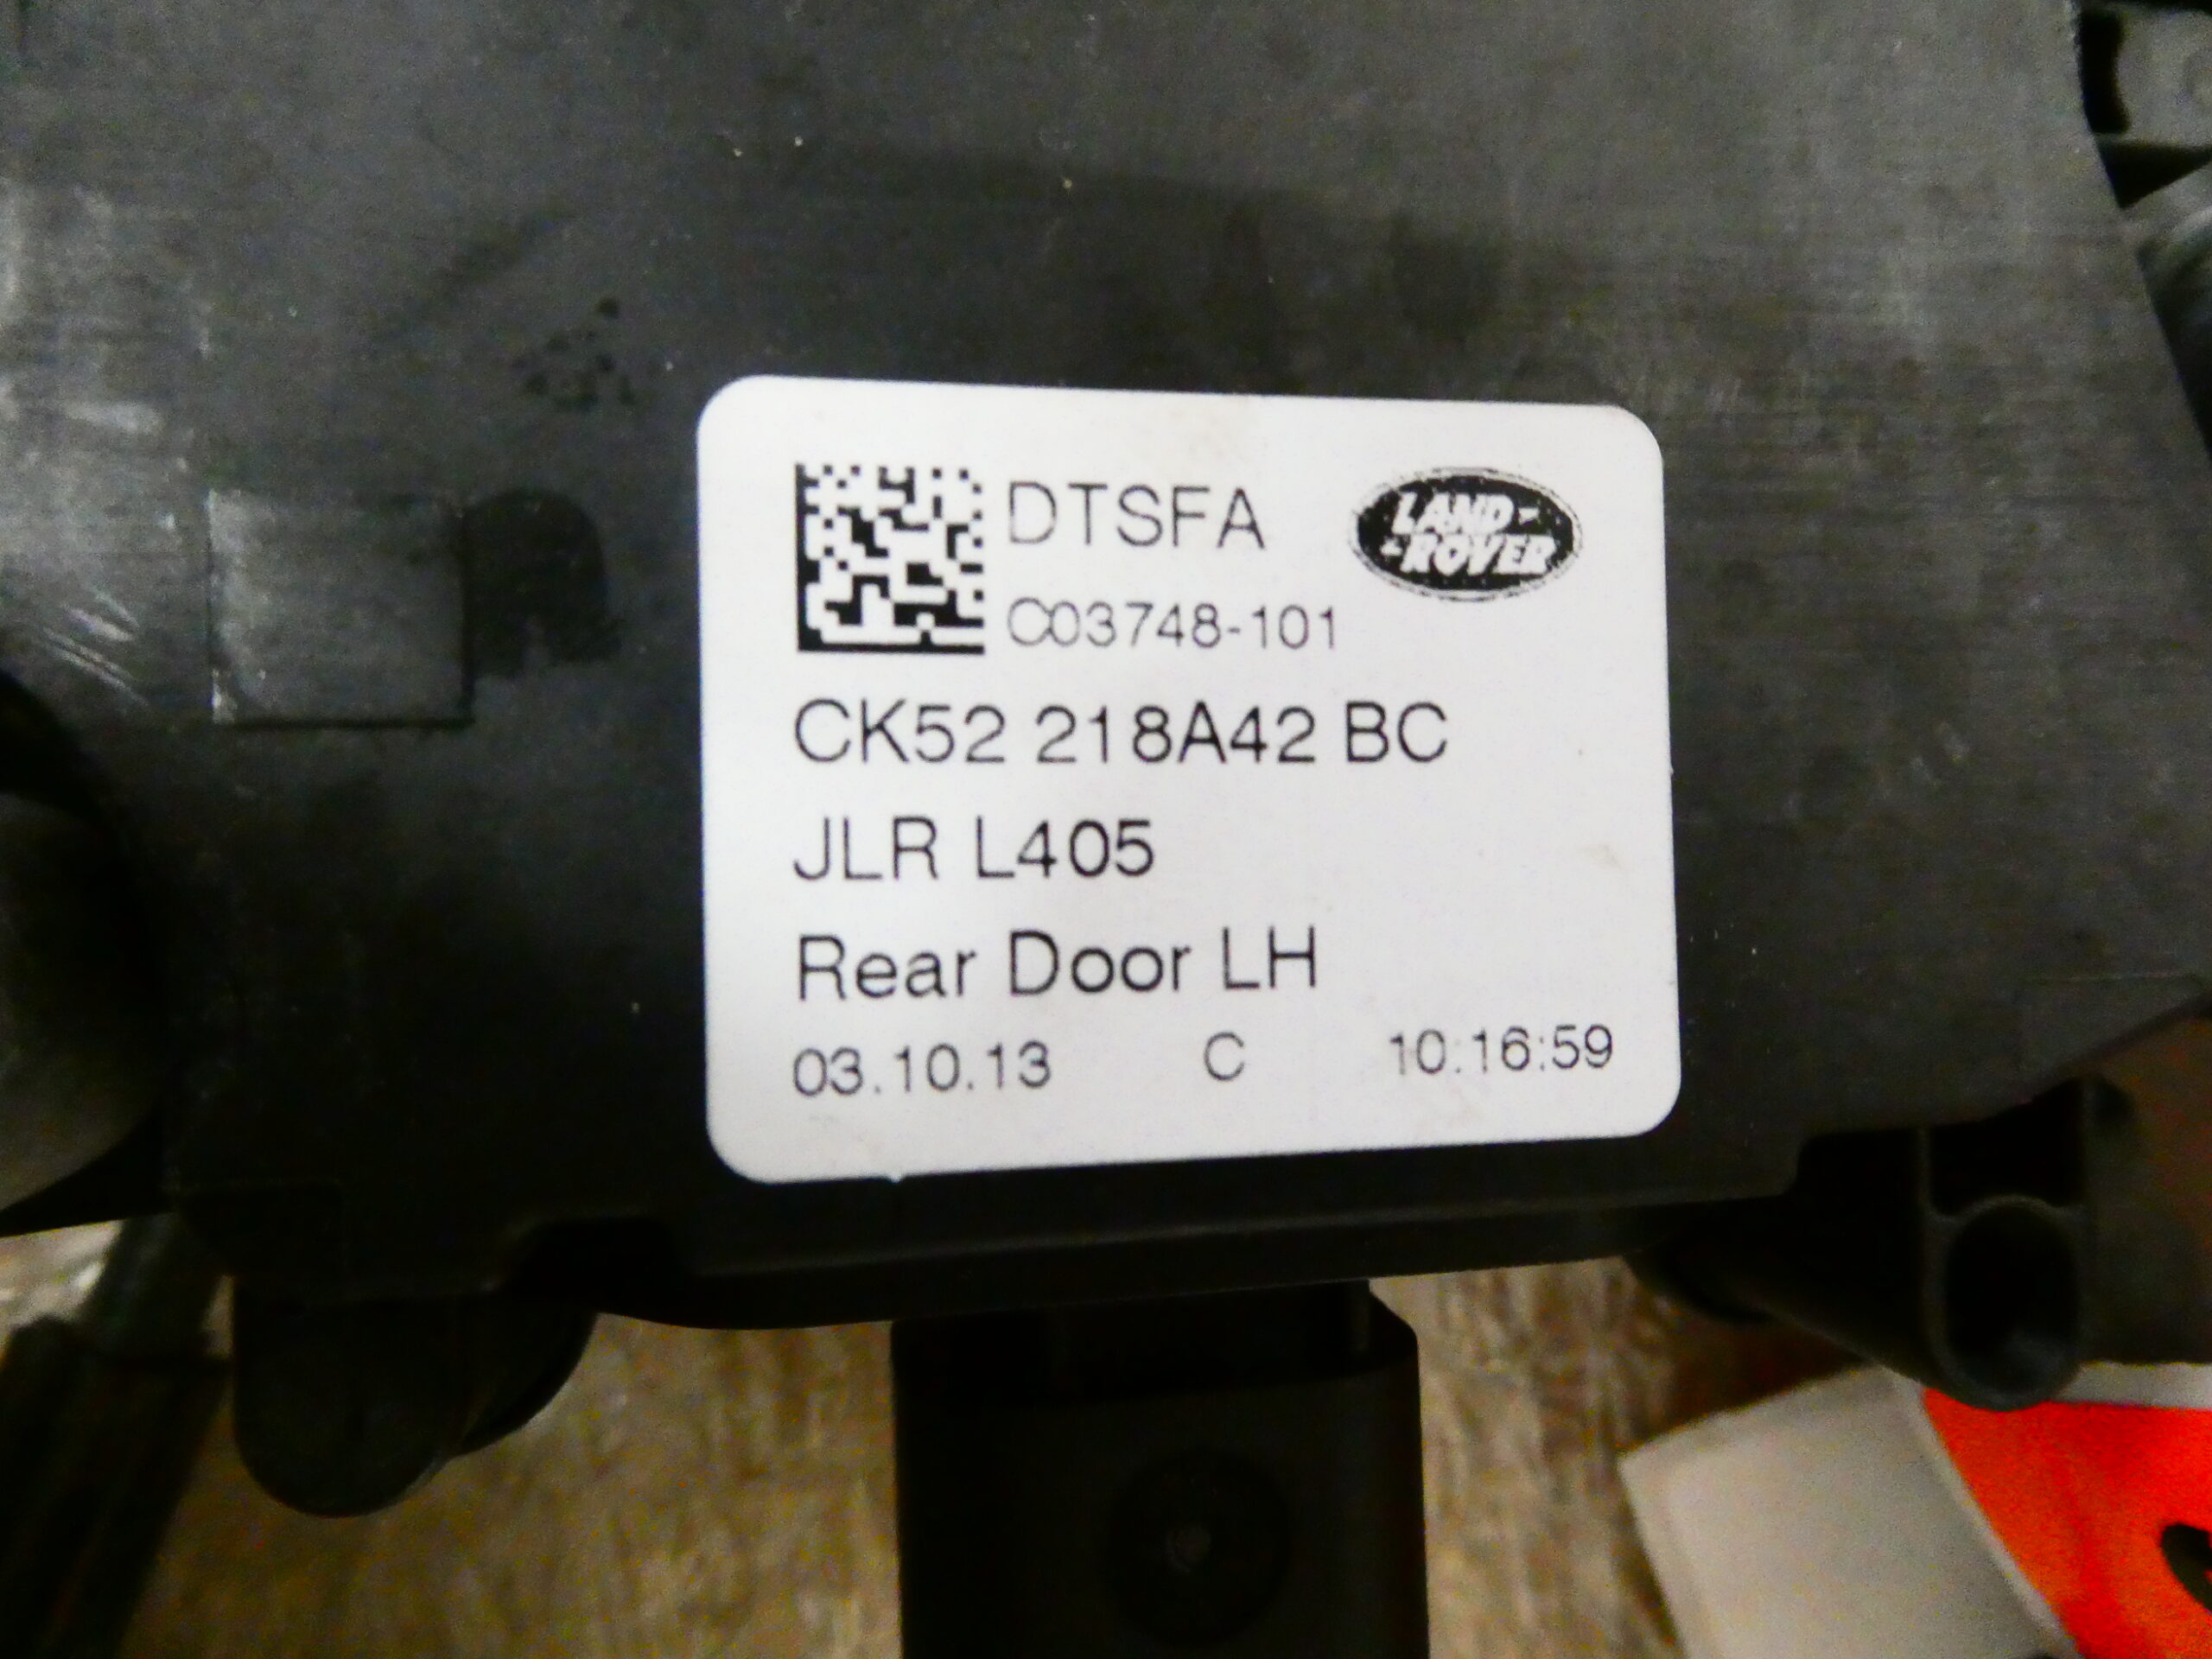 DTSFA
LAND-
-ROVER
C03748-101
CK52 218A42 BC
JLR L405
Rear Door LH
03.10.13 C 10:16:59